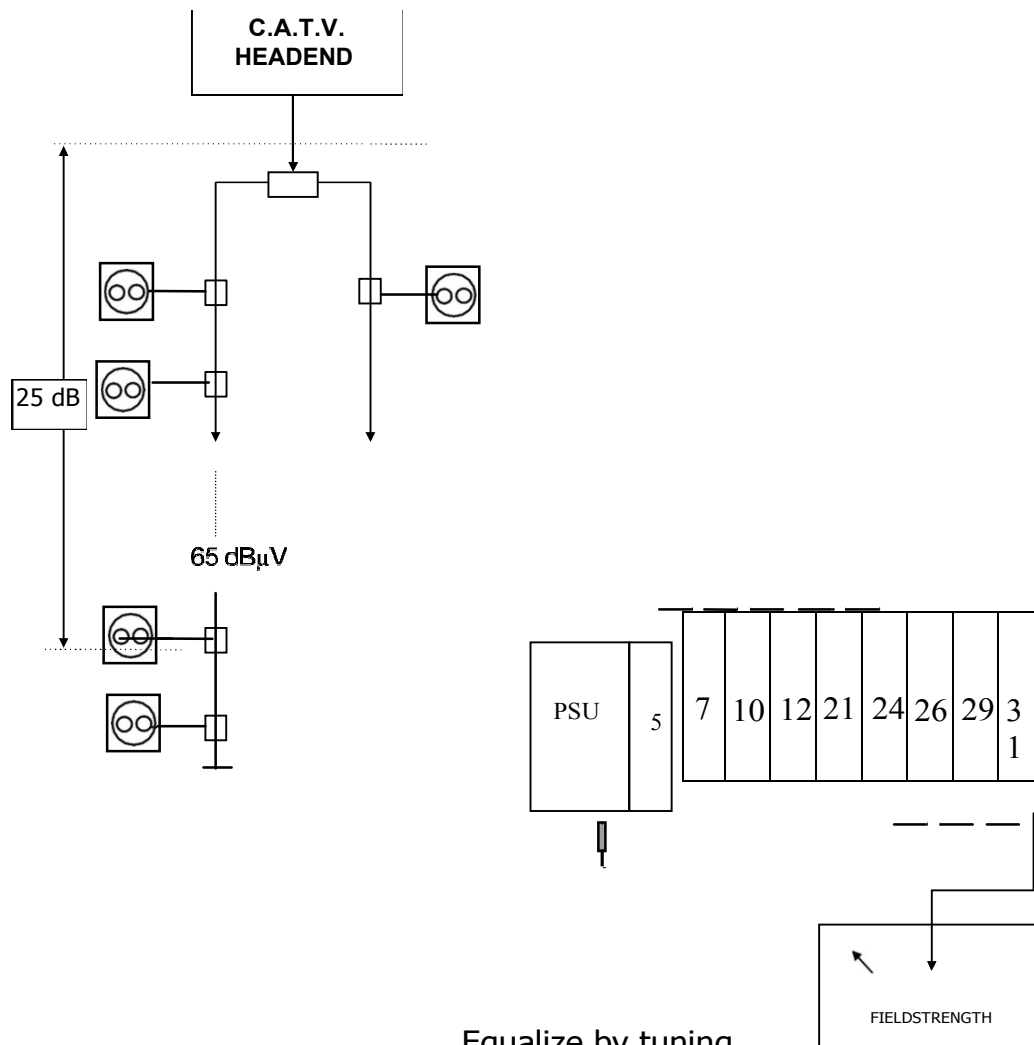 C.A.T.V.
HEADEND
25 dB
65 dBµV
PSU
5
7
10
12
21
24
26
29
3
1
FIELDSTRENGTH
Equalize by tuning